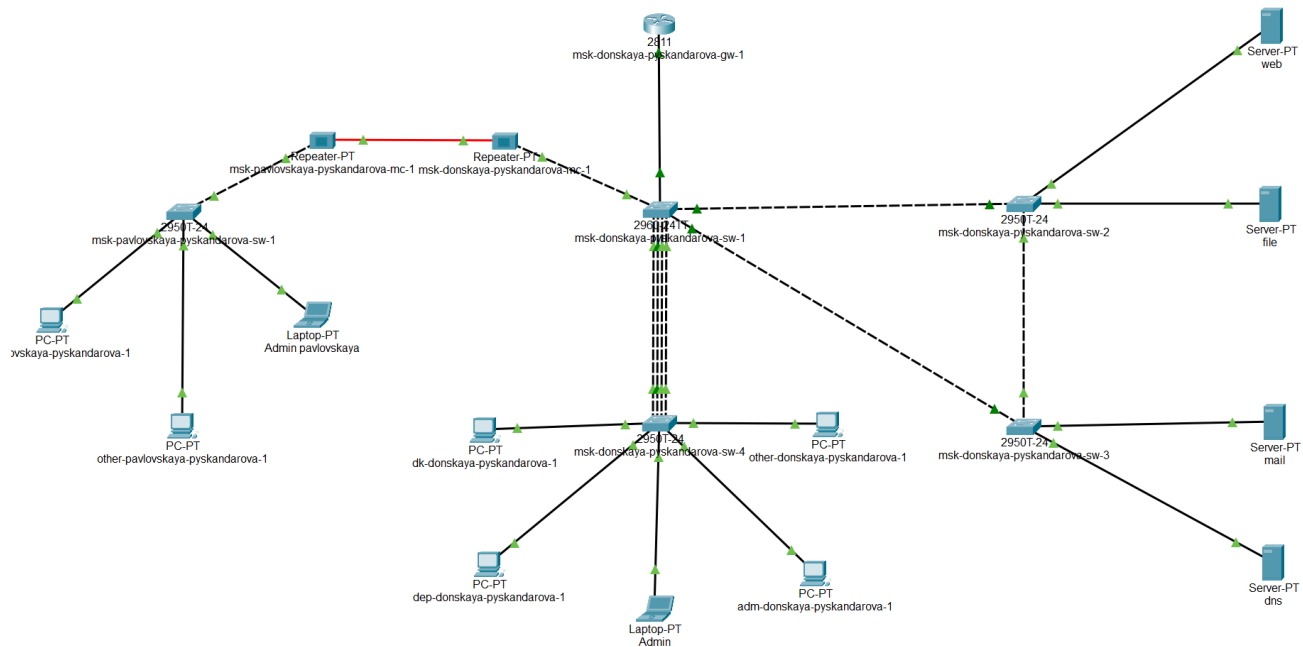 2811
msk-donskaya-pyskandarova-gw-1
Server-PT
web
Repeater-PT
msk-pavlovskaya-pyskandarova-mc-1
Repeater-PT
msk-donskaya-pyskandarova-mc-1
2950T-24
msk-pavlovskaya-pyskandarova-sw-1
msk-donskaya-pyskandarova-sw-1
2950T-24
msk-donskaya-pyskandarova-sw-2
Server-PT
file
PC-PT
ovskaya-pyskandarova-1
Laptop-PT
Admin pavlovskaya
PC-PT
other-pavlovskaya-pyskandarova-1
PC-PT
dk-donskaya-pyskandarova-1
2950T-24
msk-donskaya-pyskandarova-sw-4
PC-PT
other-donskaya-pyskandarova-1
2950T-24
msk-donskaya-pyskandarova-sw-3
Server-PT
mail
PC-PT
dep-donskaya-pyskandarova-1
Laptop-PT
Admin
PC-PT
adm-donskaya-pyskandarova-1
Server-PT
dns